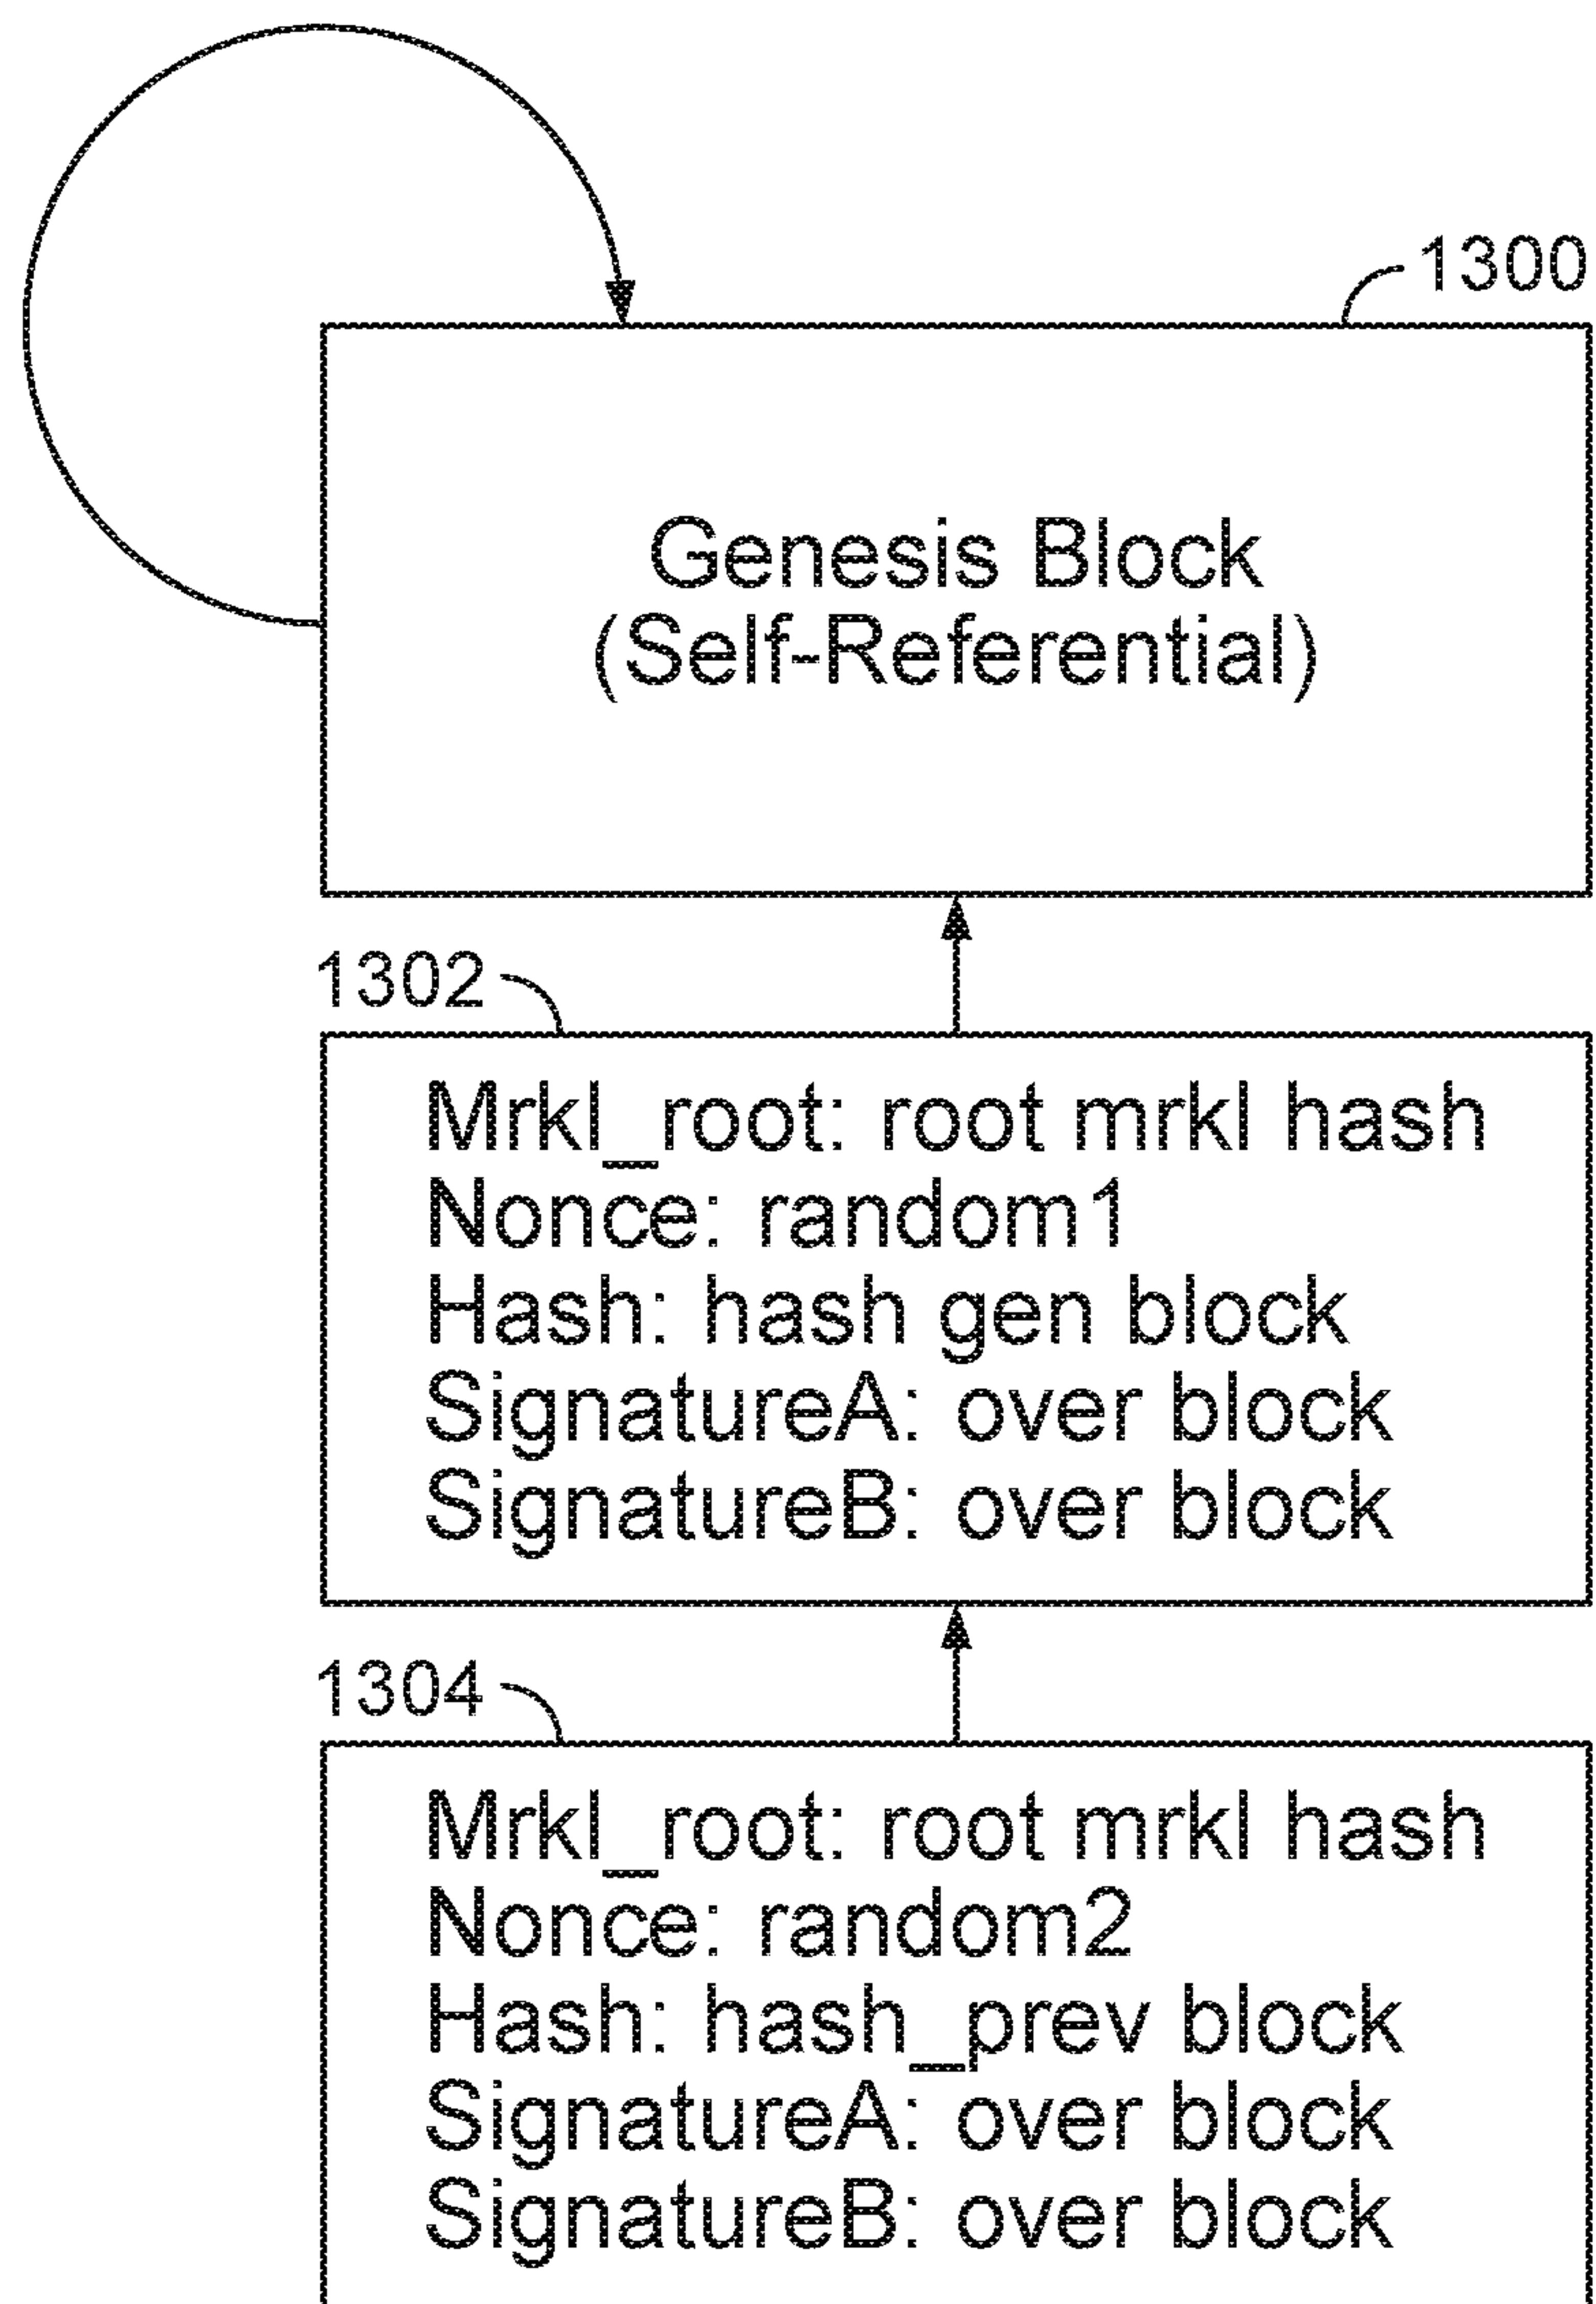 1300
Genesis Block
(Self-Referential)
1302
Mrkl_root: root mrkl hash
Nonce: random1
Hash: hash gen block
SignatureA: over block
SignatureB: over block
1304
Mrkl_root: root mrkl hash
Nonce: random2
Hash: hash_prev block
SignatureA: over block
SignatureB: over block